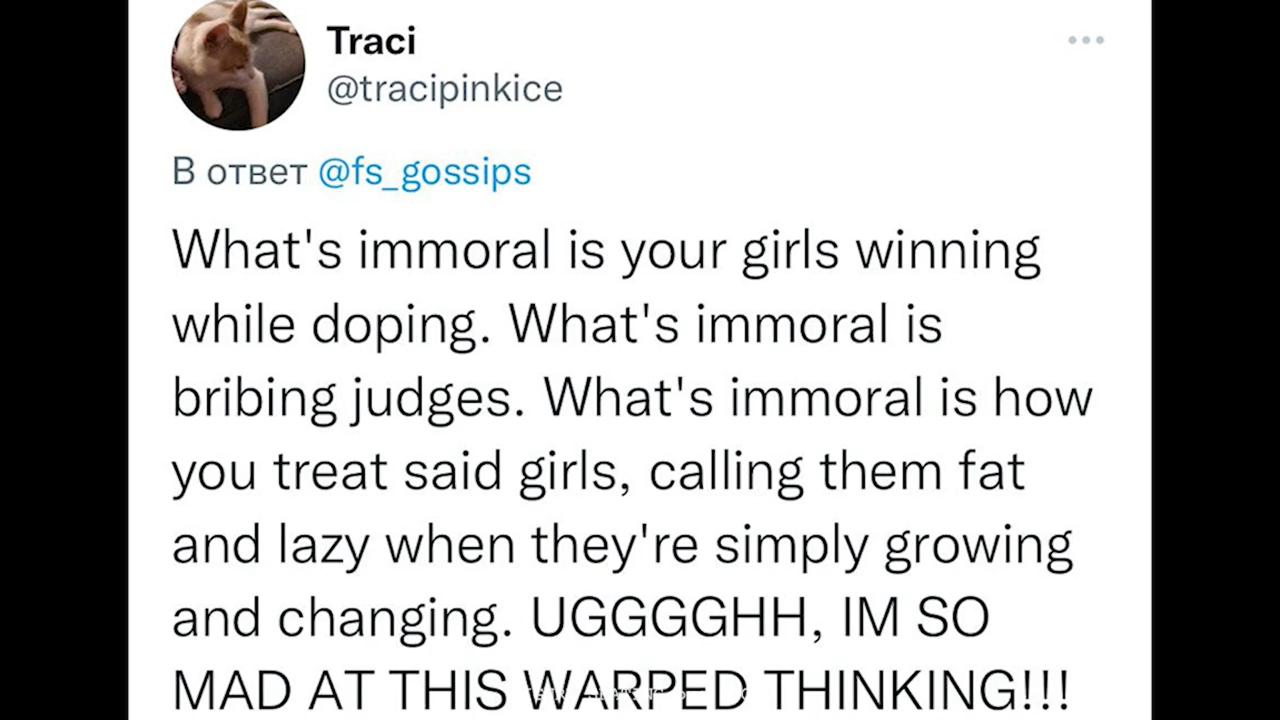 Traci
@tracipinkice
В ответ @fs_gossips
What's immoral is your girls winning
while doping. What's immoral is
bribing judges. What's immoral is how
you treat said girls, calling them fat
and lazy when they're simply growing
and changing. UGGGGHH, IM SO
MAD AT THIS WARPED THINKING!!!